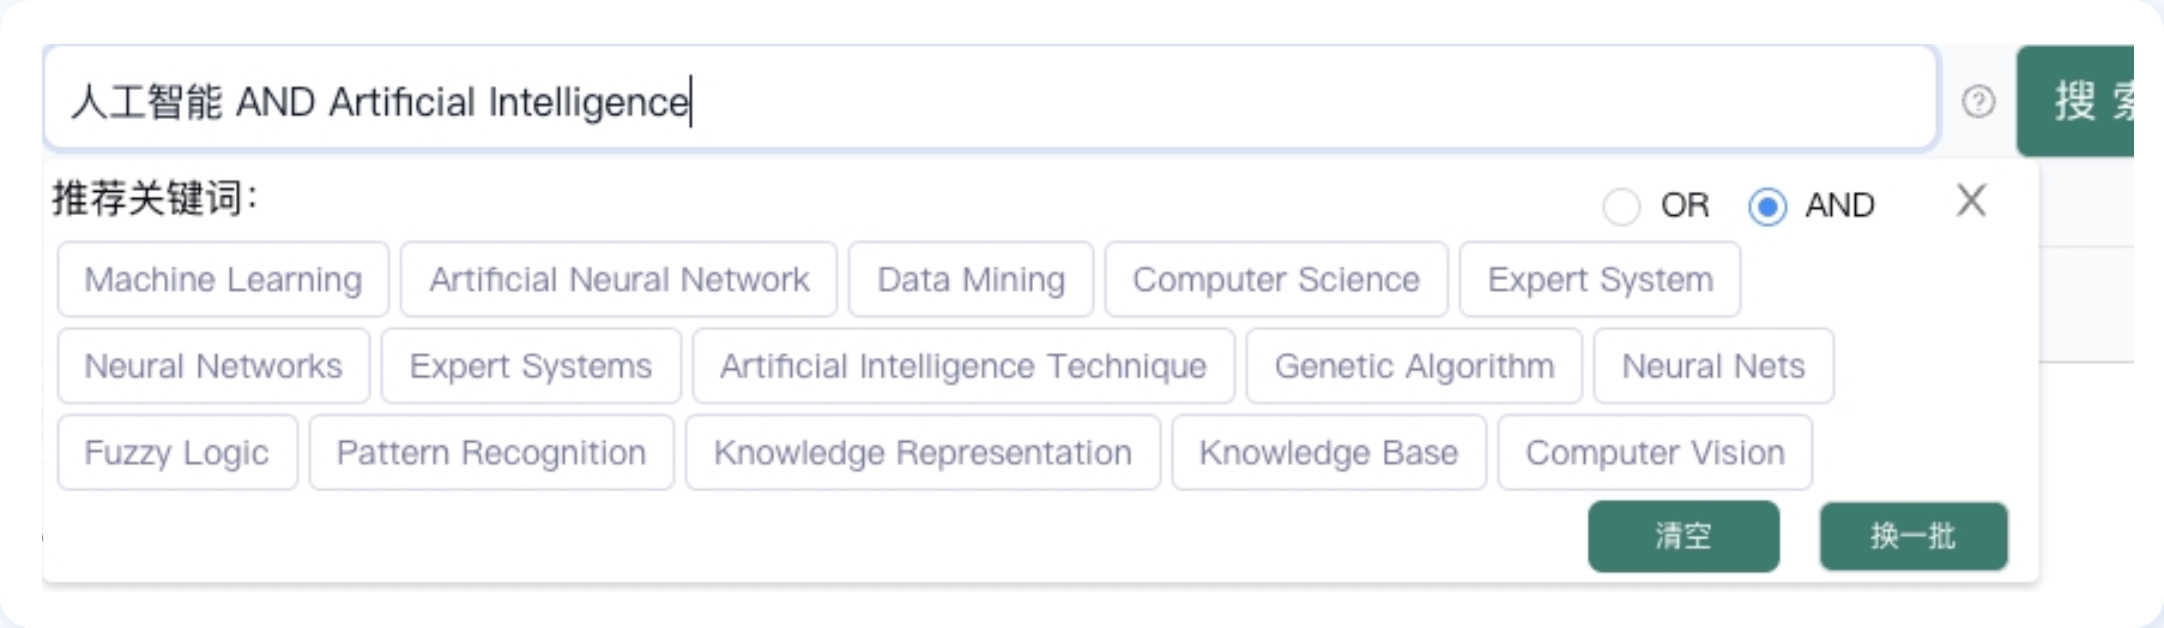 人工智能 AND Artificial Intelligence ? 搜
推荐关键词： OR AND X
Machine Learning Artificial Neural Network Data Mining Computer Science Expert System
Neural Networks Expert Systems Artificial Intelligence Technique Genetic Algorithm Neural Nets
Fuzzy Logic Pattern Recognition Knowledge Representation Knowledge Base Computer Vision
清空 换一批